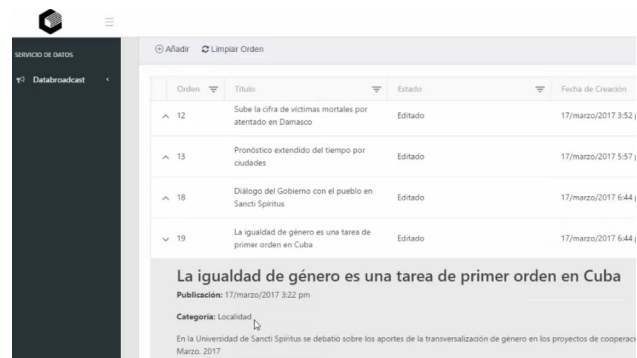 Añadir Limpiar Orden
SERVICIO DE DATOS
Databroadcast
Orden Título Estado Fecha de Creación
12 Sube la cifra de víctimas mortales por atentado en Damasco Editado 17/marzo/2017 3:52
13 Pronóstico extendido del tiempo por ciudades Editado 17/marzo/2017 5:57
18 Diálogo del Gobierno con el pueblo en Sancti Spíritus Editado 17/marzo/2017 6:44
19 La igualdad de género es una tarea de primer orden en Cuba Editado 17/marzo/2017 6:44
La igualdad de género es una tarea de primer orden en Cuba
Publicación: 17/marzo/2017 3:22 pm
Categoría: Localidad
En la Universidad de Sancti Spíritus se debatió sobre los aportes de la transversalización de género en los proyectos de cooperac
Marzo, 2017